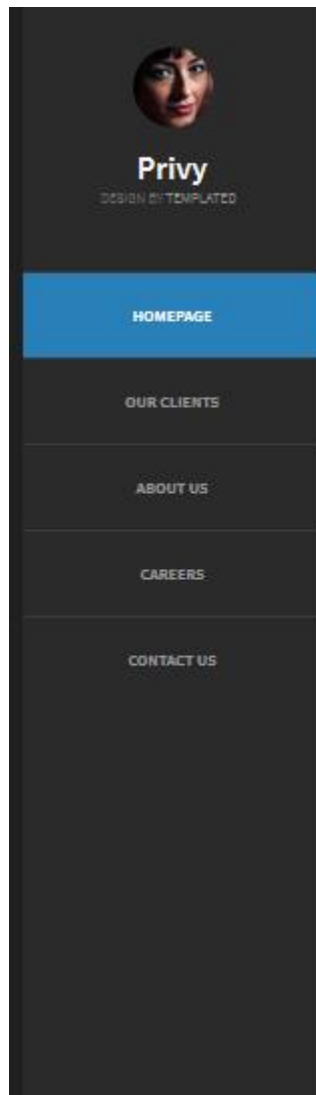 Privy
DESIGN BY TEMPLATED
HOMEPAGE
OUR CLIENTS
ABOUT US
CAREERS
CONTACT US